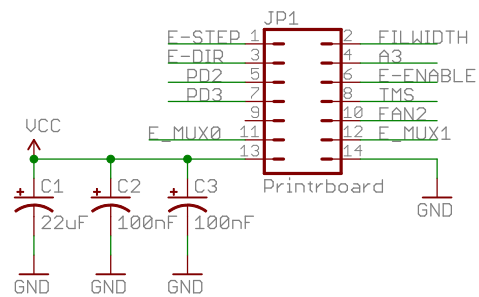 JP1
E-STEP 1 2 FILWIDTH
E-DIR 3 4 A3
PD2 5 6 E-ENABLE
PD3 7 8 TMS
9 10 FAN2
E_MUX0 11 12 E_MUX1
13 14
VCC
Printrboard
C1 C2 C3
22uF 100nF 100nF
GND
GND GND GND